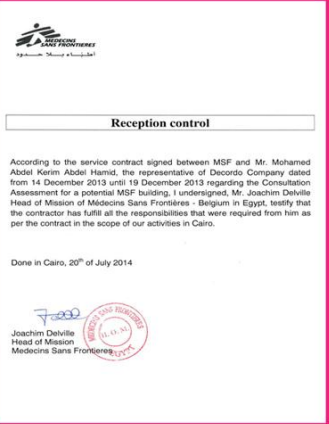 MEDECINS
SANS FRONTIERES
أطـبـاء بـلا حـدود
Reception control
According to the service contract signed between MSF and Mr. Mohamed
Abdel Kerim Abdel Hamid, the representative of Decordo Company dated
from 14 December 2013 until 19 December 2013 regarding the Consultation
Assessment for a potential MSF building, I undersigned, Mr. Joachim Delville
Head of Mission of Médecins Sans Frontières - Belgium in Egypt, testify that
the contractor has fulfill all the responsibilities that were required from him as
per the contract in the scope of our activities in Cairo.
Done in Cairo, 20th of July 2014
Joachim Delville
Head of Mission
Medecins Sans Frontieres